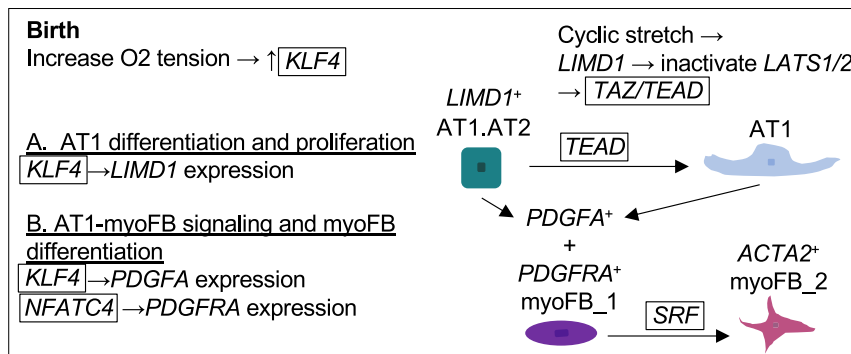 Birth
Increase O2 tension → ↑ KLF4
A. AT1 differentiation and proliferation
KLF4 →LIMD1 expression
B. AT1-myoFB signaling and myoFB
differentiation
KLF4 →PDGFA expression
NFATC4 →PDGFRA expression
Cyclic stretch →
LIMD1 → inactivate LATS1/2
→ TAZ/TEAD
LIMD1+
AT1.AT2
TEAD
AT1
PDGFA+
+
PDGFRA+
myoFB_1
SRF
ACTA2+
myoFB_2